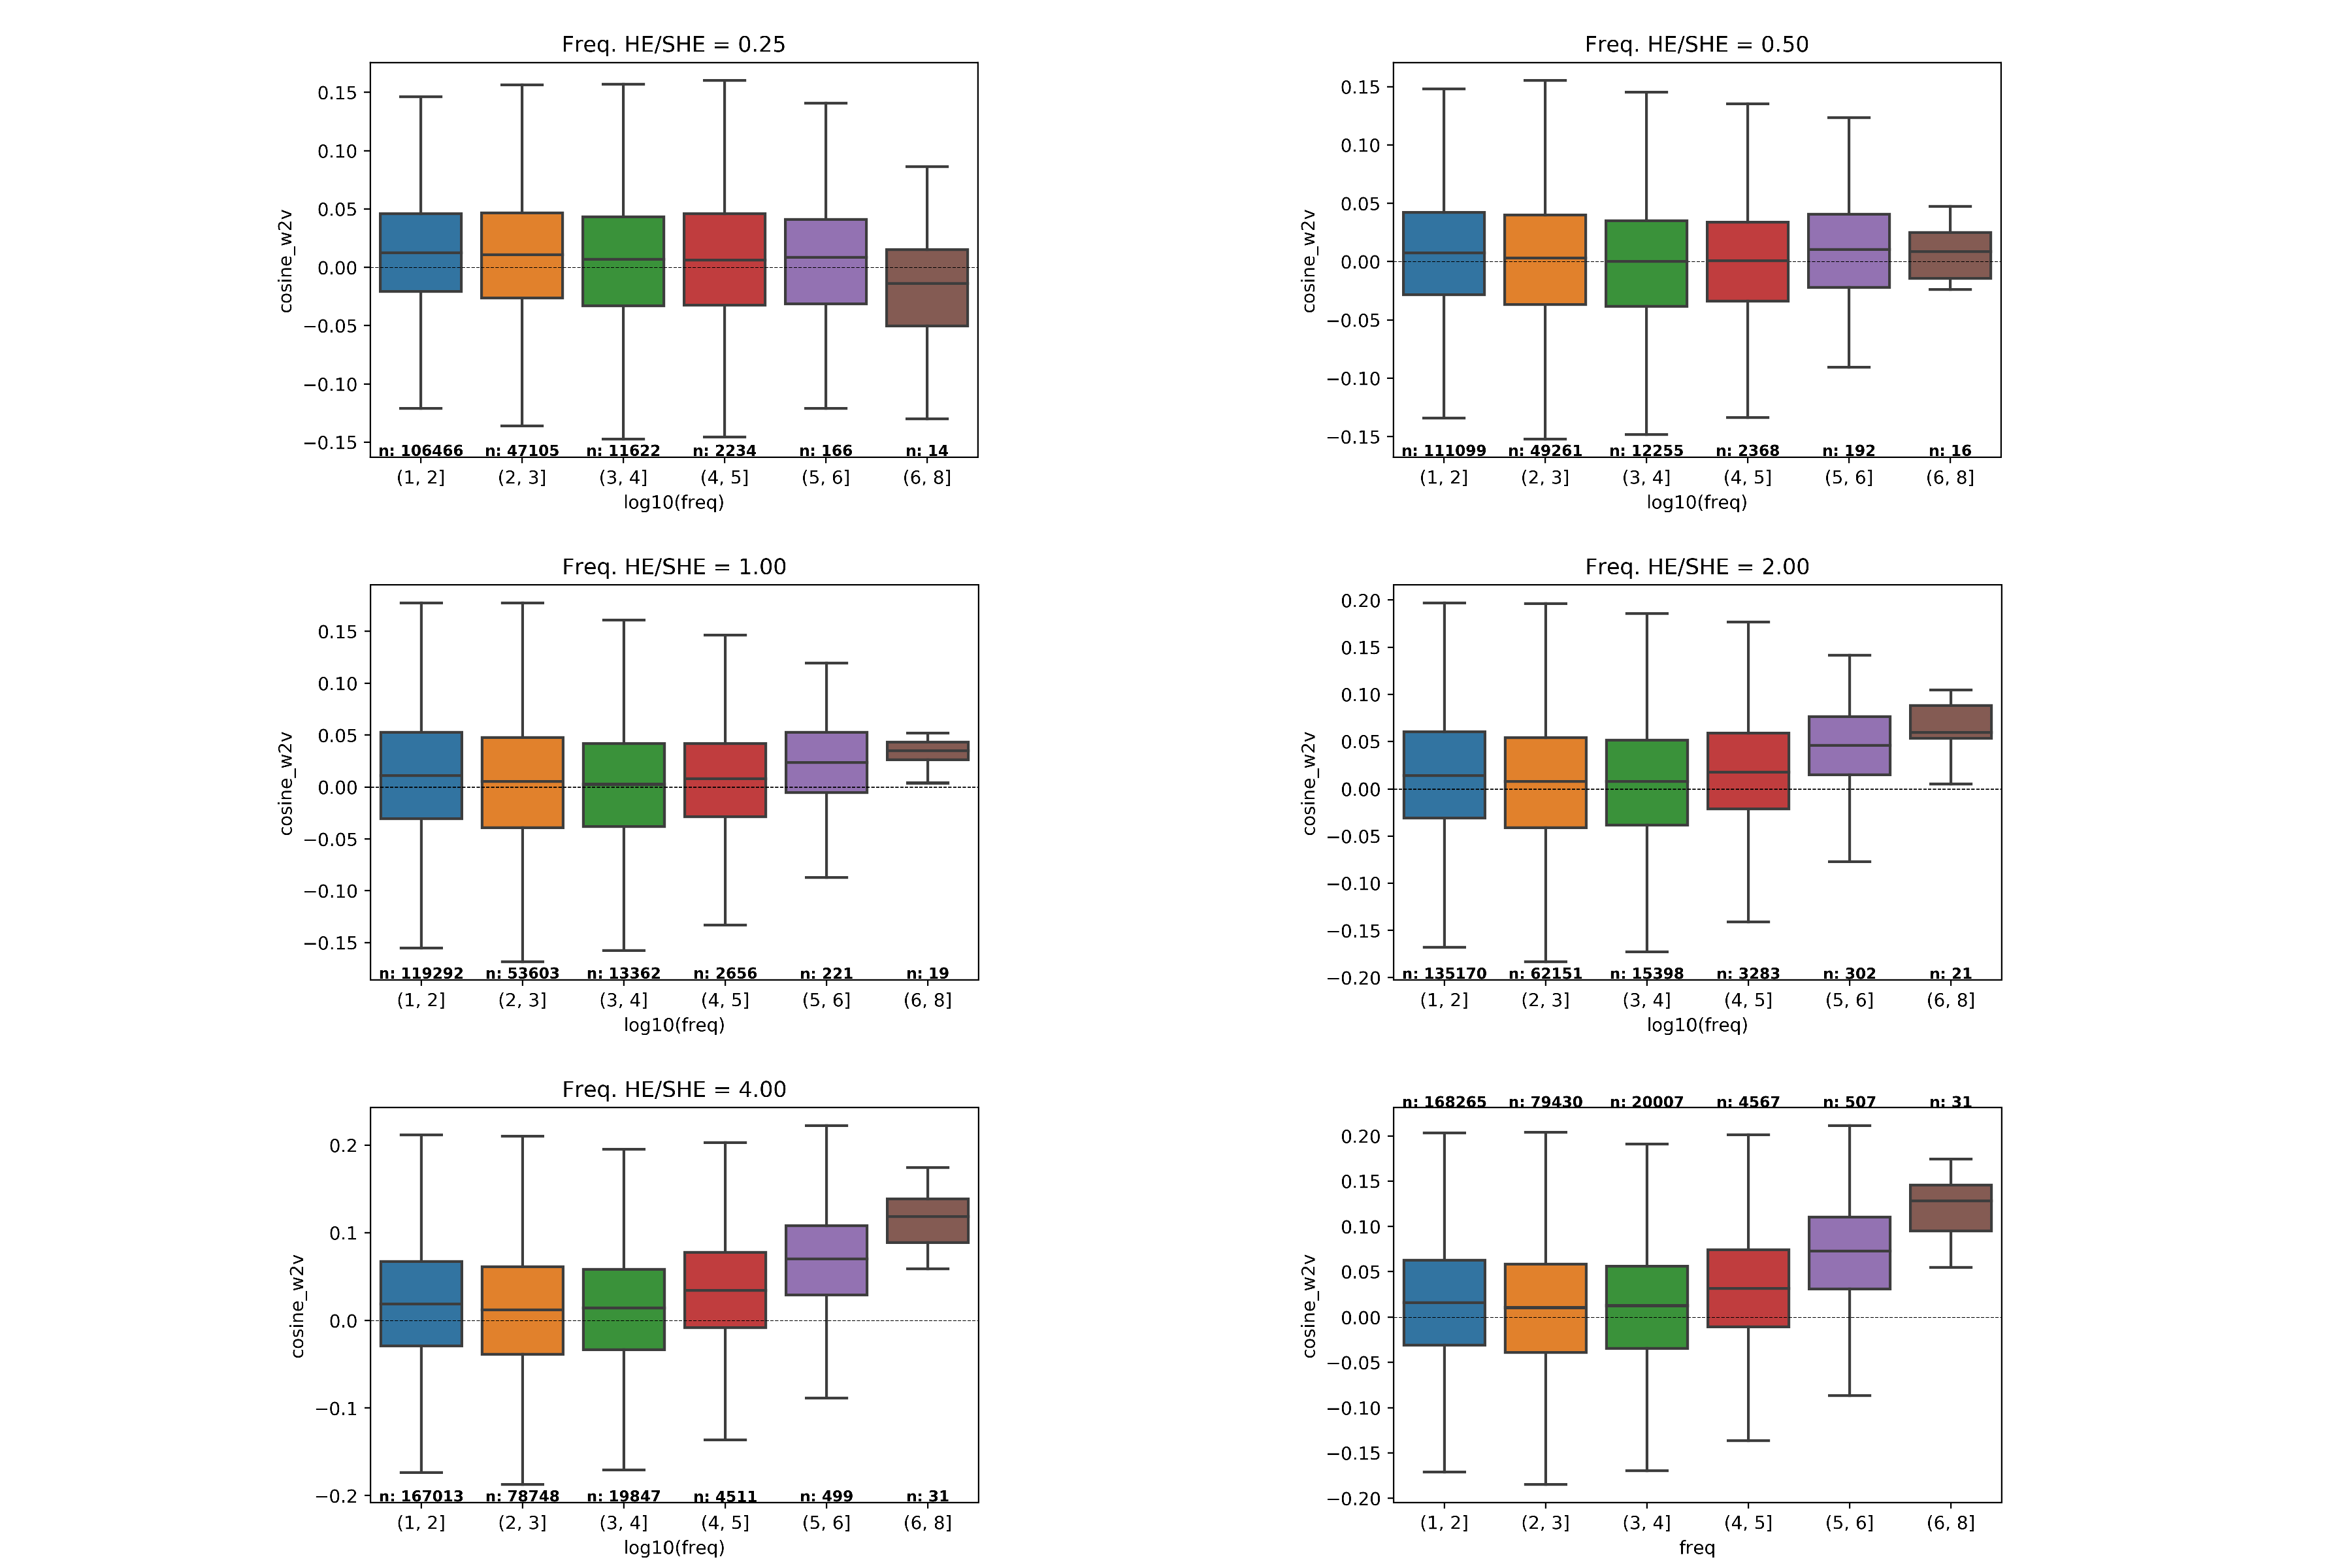 Freq. HE/SHE = 0.25
cosine_w2v
0.15
0.10
0.05
0.00
−0.05
−0.10
−0.15
n: 106466 n: 47105 n: 11622 n: 2234 n: 166 n: 14
(1, 2] (2, 3] (3, 4] (4, 5] (5, 6] (6, 8]
log10(freq)
Freq. HE/SHE = 0.50
cosine_w2v
0.15
0.10
0.05
0.00
−0.05
−0.10
−0.15
n: 111099 n: 49261 n: 12255 n: 2368 n: 192 n: 16
(1, 2] (2, 3] (3, 4] (4, 5] (5, 6] (6, 8]
log10(freq)
Freq. HE/SHE = 1.00
cosine_w2v
0.15
0.10
0.05
0.00
−0.05
−0.10
−0.15
n: 119292 n: 53603 n: 13362 n: 2656 n: 221 n: 19
(1, 2] (2, 3] (3, 4] (4, 5] (5, 6] (6, 8]
log10(freq)
Freq. HE/SHE = 2.00
cosine_w2v
0.20
0.15
0.10
0.05
0.00
−0.05
−0.10
−0.15
−0.20
n: 135170 n: 62151 n: 15398 n: 3283 n: 302 n: 21
(1, 2] (2, 3] (3, 4] (4, 5] (5, 6] (6, 8]
log10(freq)
Freq. HE/SHE = 4.00
cosine_w2v
0.2
0.1
0.0
−0.1
−0.2
n: 167013 n: 78748 n: 19847 n: 4511 n: 499 n: 31
(1, 2] (2, 3] (3, 4] (4, 5] (5, 6] (6, 8]
log10(freq)
n: 168265 n: 79430 n: 20007 n: 4567 n: 507 n: 31
cosine_w2v
0.20
0.15
0.10
0.05
0.00
−0.05
−0.10
−0.15
−0.20
(1, 2] (2, 3] (3, 4] (4, 5] (5, 6] (6, 8]
freq